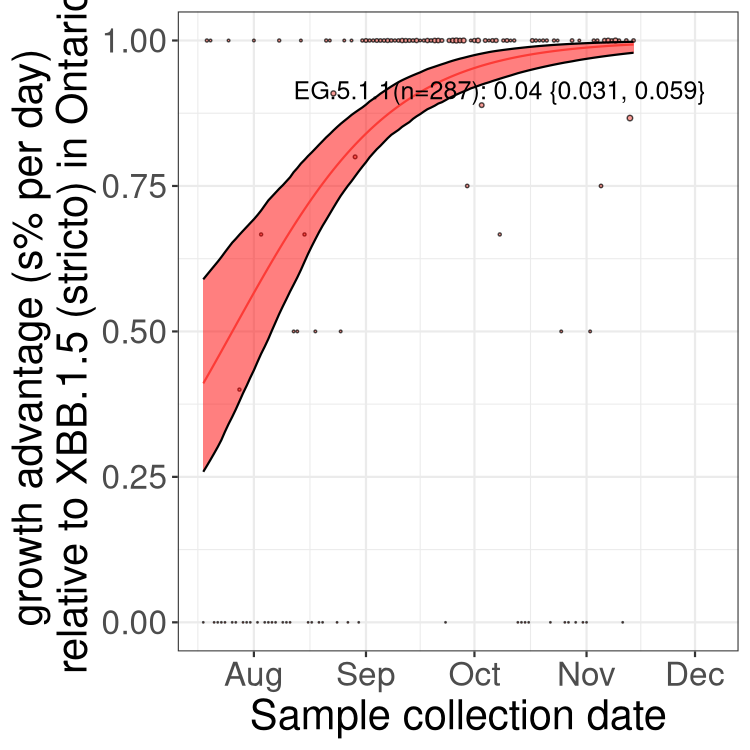 growth advantage (s% per day)
relative to XBB.1.5 (stricto) in Ontario
1.00
0.75
0.50
0.25
0.00
EG.5.1.1(n=287): 0.04 {0.031, 0.059}
Aug Sep Oct Nov Dec
Sample collection date